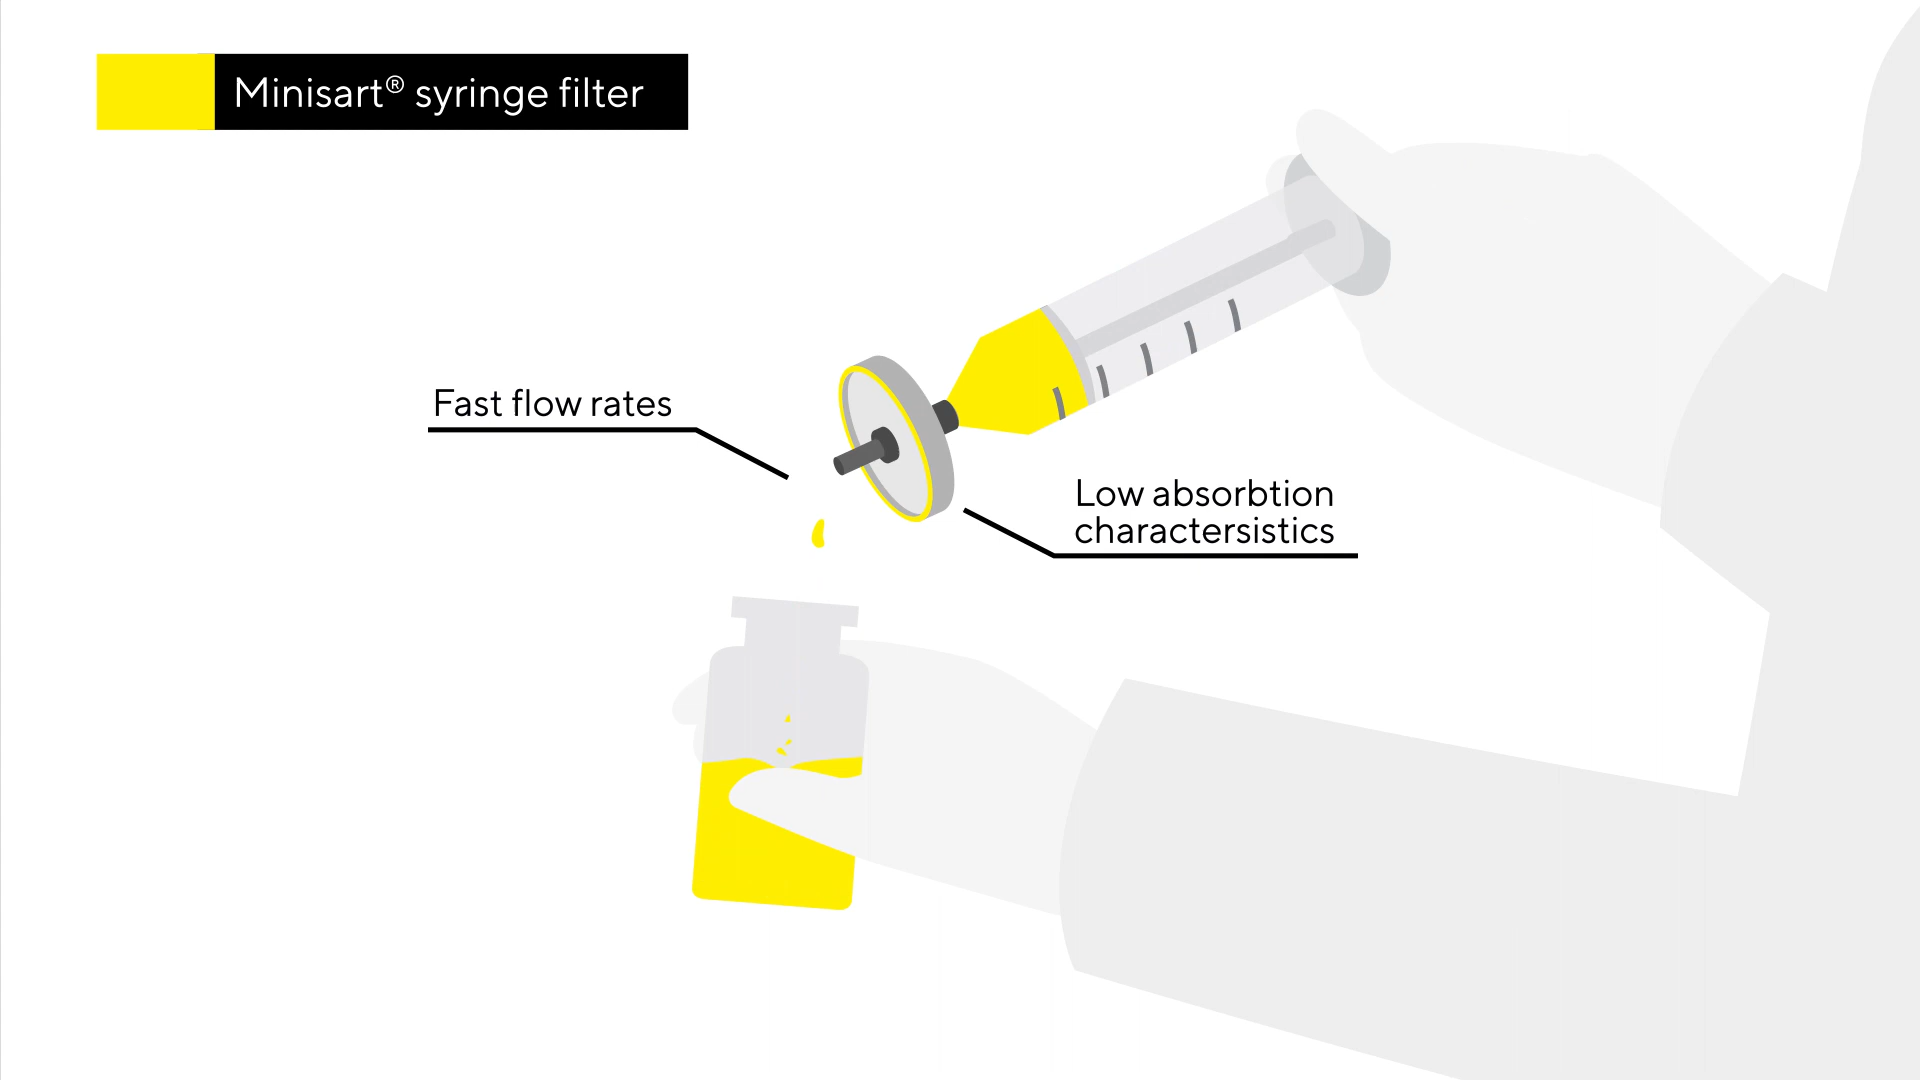 Minisart® syringe filter
Fast flow rates
Low absorbtion
charactersistics